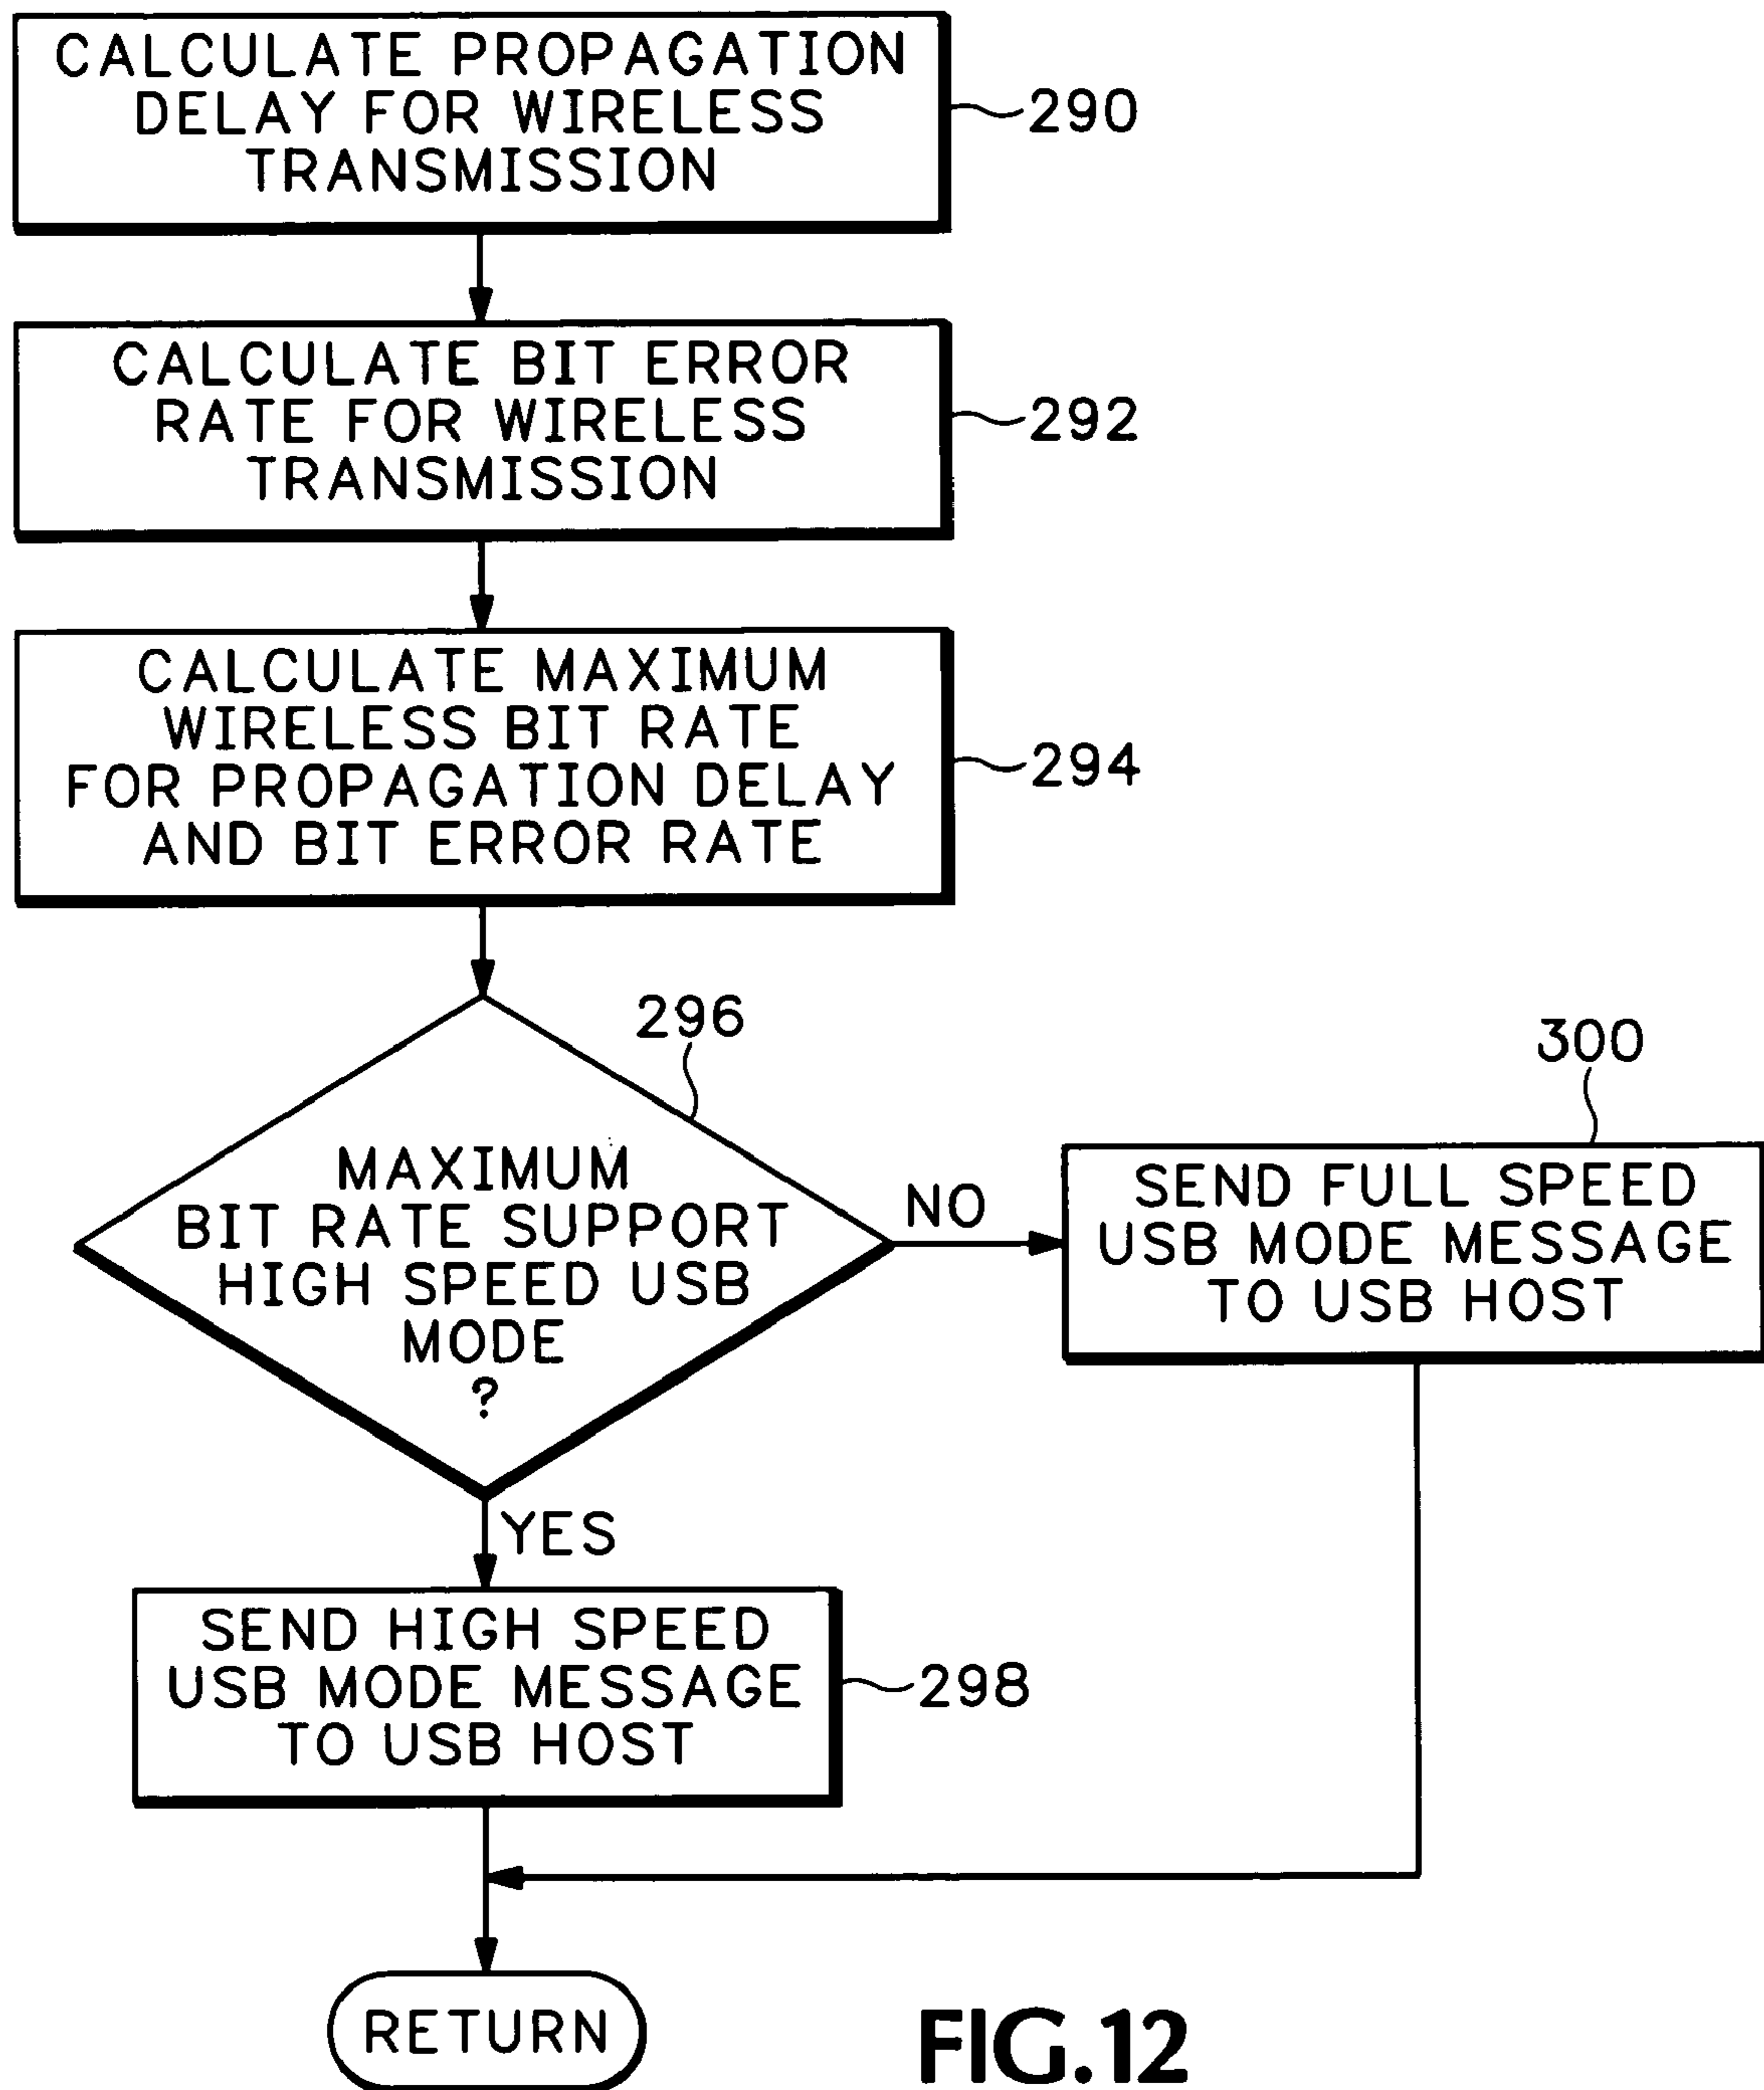 CALCULATE PROPAGATION
DELAY FOR WIRELESS
TRANSMISSION
290
CALCULATE BIT ERROR
RATE FOR WIRELESS
TRANSMISSION
292
CALCULATE MAXIMUM
WIRELESS BIT RATE
FOR PROPAGATION DELAY
AND BIT ERROR RATE
294
296
MAXIMUM
BIT RATE SUPPORT
HIGH SPEED USB
MODE
?
NO
300
SEND FULL SPEED
USB MODE MESSAGE
TO USB HOST
YES
SEND HIGH SPEED
USB MODE MESSAGE
TO USB HOST
298
RETURN
FIG.12